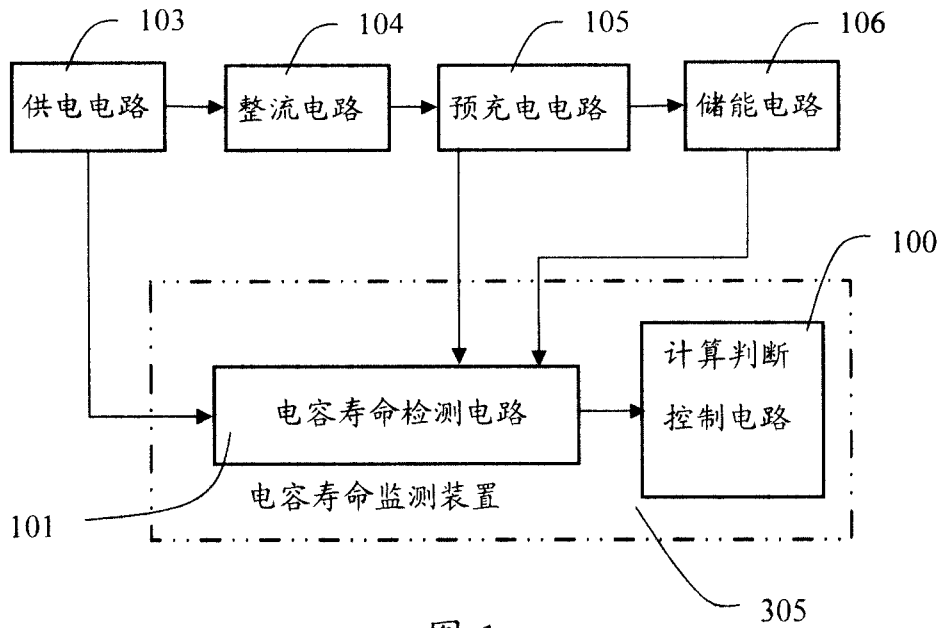 103
104
105
106
供电电路
整流电路
预充电电路
储能电路
100
计算判断
控制电路
电容寿命检测电路
电容寿命监测装置
101
305